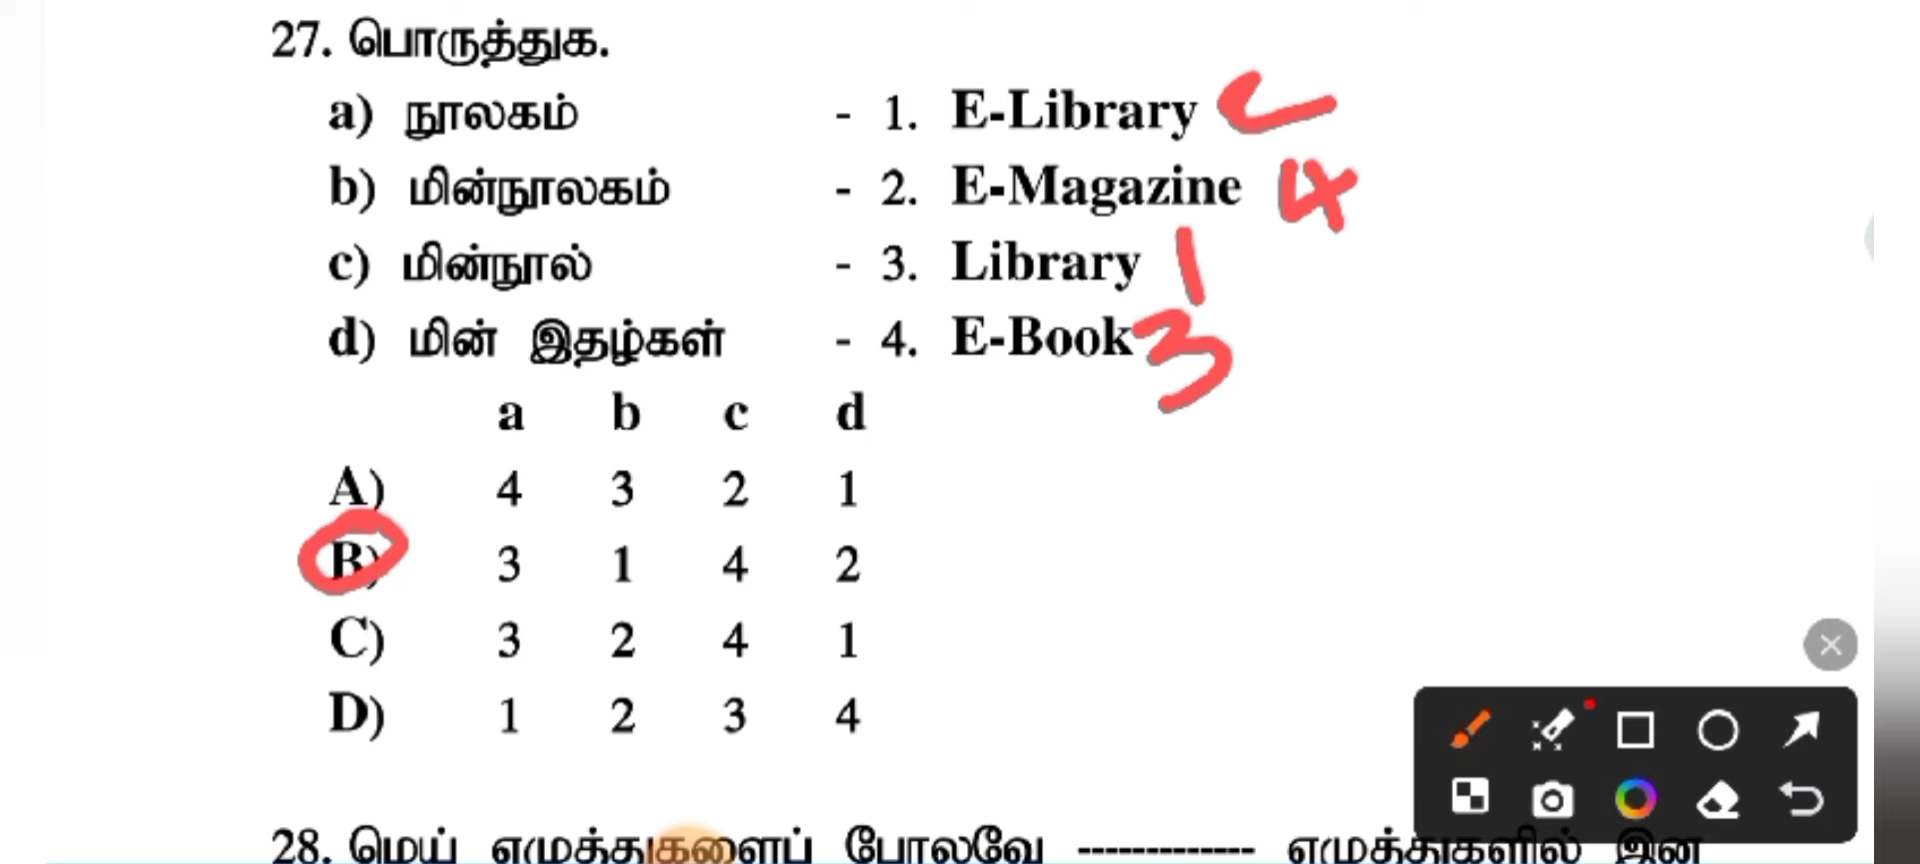 27. பொருத்துக.
a) நூலகம் - 1. E-Library 2
b) மின்நூலகம் - 2. E-Magazine 4
c) மின்நூல் - 3. Library 1
d) மின் இதழ்கள் - 4. E-Book 3
a b c d
A) 4 3 2 1
B) 3 1 4 2
C) 3 2 4 1
D) 1 2 3 4
28. மெய் எழுத்துகளைப் போலவே ------------- எழுத்துகளில் இன